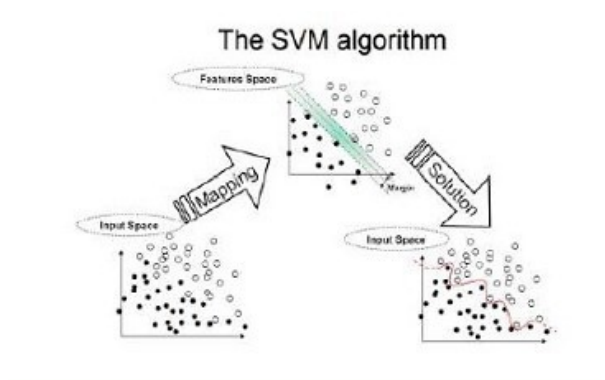 The SVM algorithm
Features Space
Mapping
Margin
Solution
Input Space
Input Space